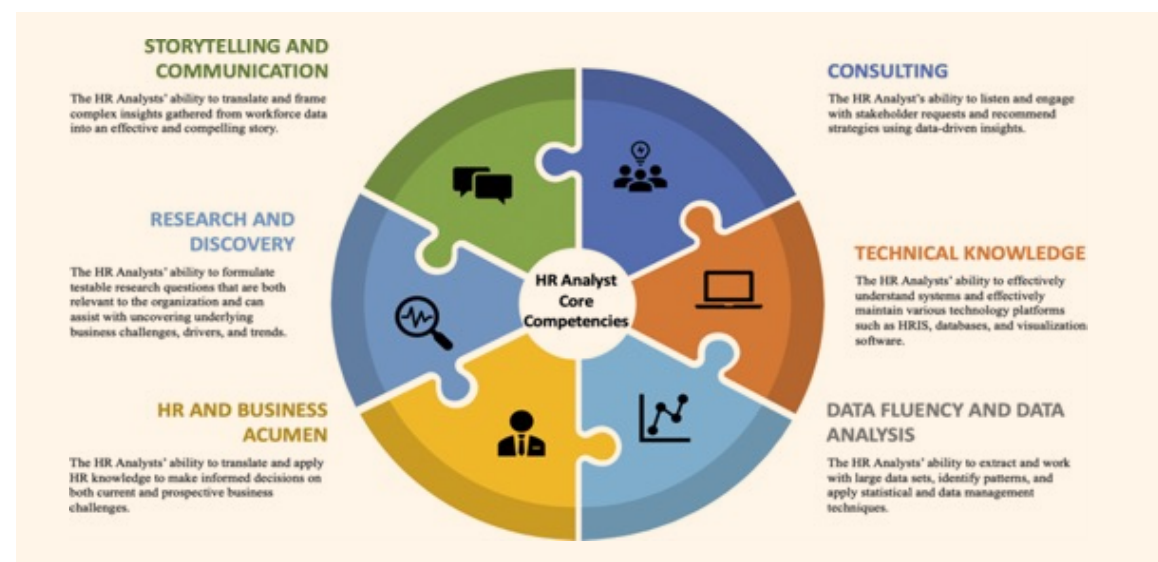 STORYTELLING AND
COMMUNICATION
The HR Analysts' ability to translate and frame
complex insights gathered from workforce data
into an effective and compelling story.
CONSULTING
The HR Analyst's ability to listen and engage
with stakeholder requests and recommend
strategies using data-driven insights.
RESEARCH AND
DISCOVERY
The HR Analysts' ability to formulate
testable research questions that are both
relevant to the organization and can
assist with uncovering underlying
business challenges, drivers, and trends.
HR Analyst
Core
Competencies
TECHNICAL KNOWLEDGE
The HR Analysts' ability to effectively
understand systems and effectively
maintain various technology platforms
such as HRIS, databases, and visualization
software.
HR AND BUSINESS
ACUMEN
The HR Analysts' ability to translate and apply
HR knowledge to make informed decisions on
both current and prospective business
challenges.
DATA FLUENCY AND DATA
ANALYSIS
The HR Analysts' ability to extract and work
with large data sets, identify patterns, and
apply statistical and data management
techniques.